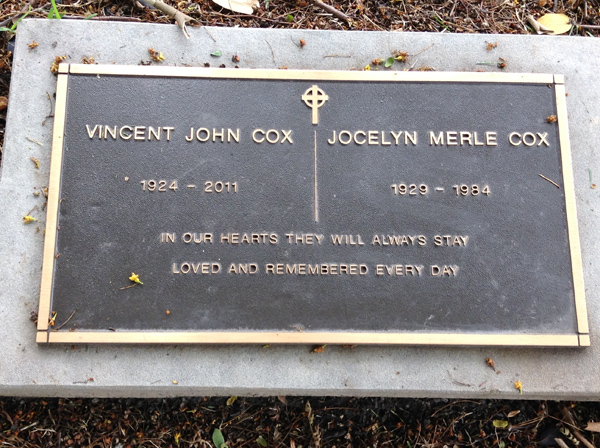 VINCENT JOHN COX
1924 - 2011
JOCELYN MERLE COX
1929 - 1984
IN OUR HEARTS THEY WILL ALWAYS STAY
LOVED AND REMEMBERED EVERY DAY